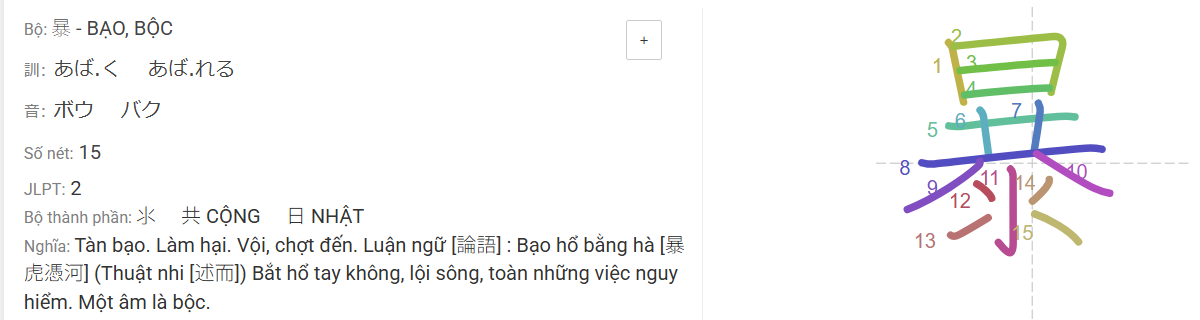 Bộ: 暴 - BẠO, BỘC
+
訓: あば.く あば.れる
音: ボウ バク
Số nét: 15
JLPT: 2
Bộ thành phần: 氺 共 CỘNG 日 NHẬT
Nghĩa: Tàn bạo. Làm hại. Vội, chợt đến. Luận ngữ [論語] : Bạo hổ bằng hà [暴
虎憑河] (Thuật nhi [述而]) Bắt hổ tay không, lội sông, toàn những việc nguy
hiểm. Một âm là bộc.
暴
1
2
3
4
5
6
7
8
9
10
11
12
13
14
15